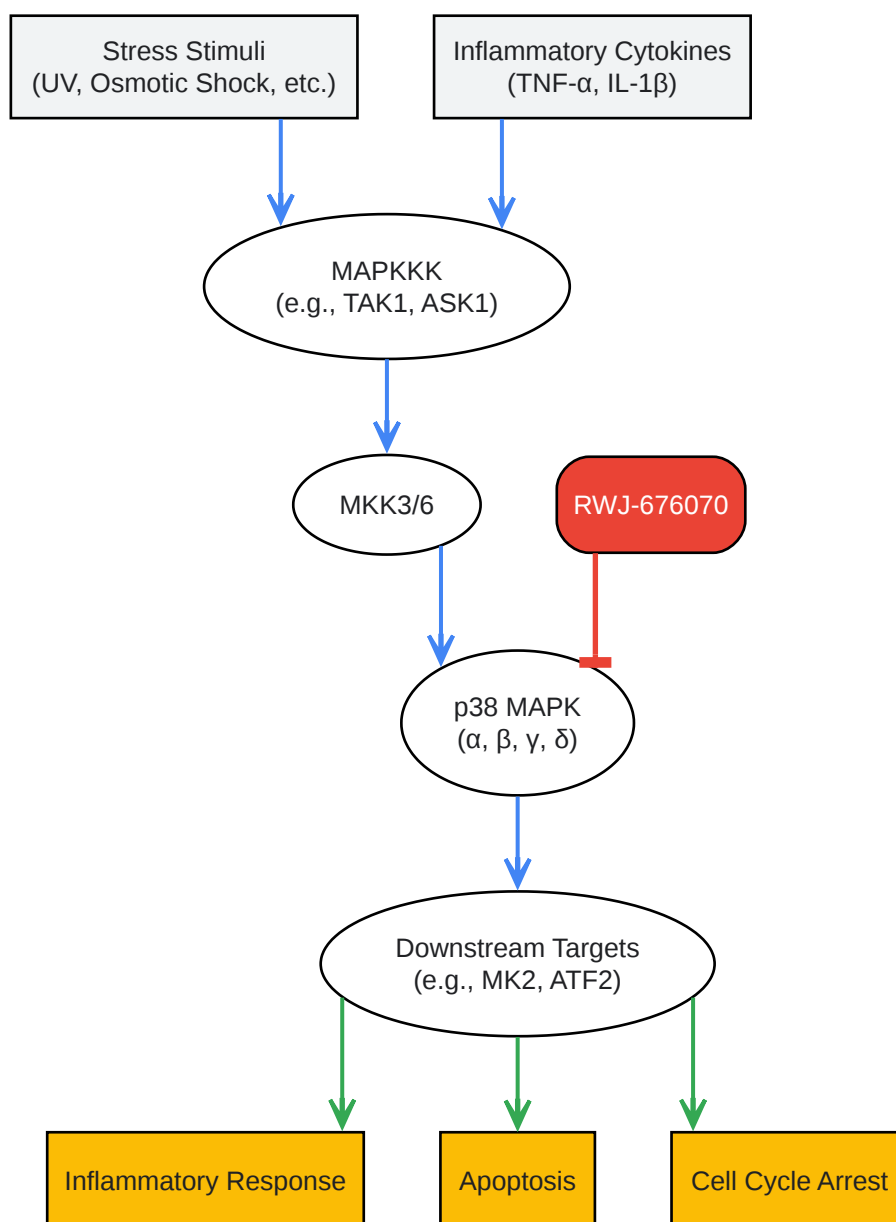 Stress Stimuli
(UV, Osmotic Shock, etc.)
Inflammatory Cytokines
(TNF-α, IL-1β)
MAPKKK
(e.g., TAK1, ASK1)
MKK3/6
RWJ-676070
p38 MAPK
(α, β, γ, δ)
Downstream Targets
(e.g., MK2, ATF2)
Inflammatory Response
Apoptosis
Cell Cycle Arrest